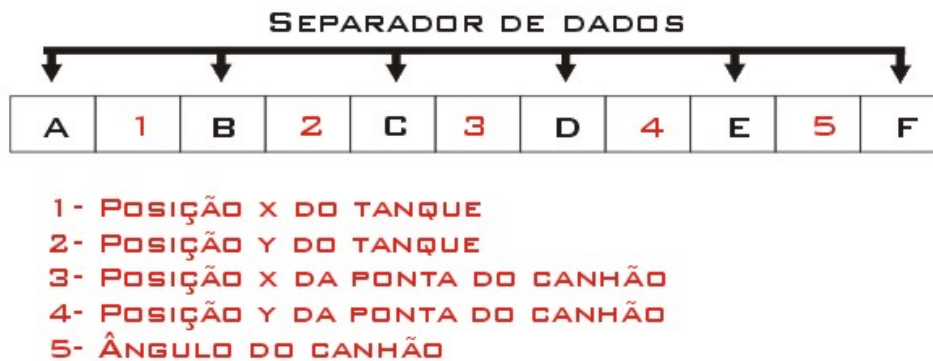 SEPARADOR DE DADOS
A 1 B 2 C 3 D 4 E 5 F
1- POSIÇÃO X DO TANQUE
2- POSIÇÃO Y DO TANQUE
3- POSIÇÃO X DA PONTA DO CANHÃO
4- POSIÇÃO Y DA PONTA DO CANHÃO
5- ÂNGULO DO CANHÃO